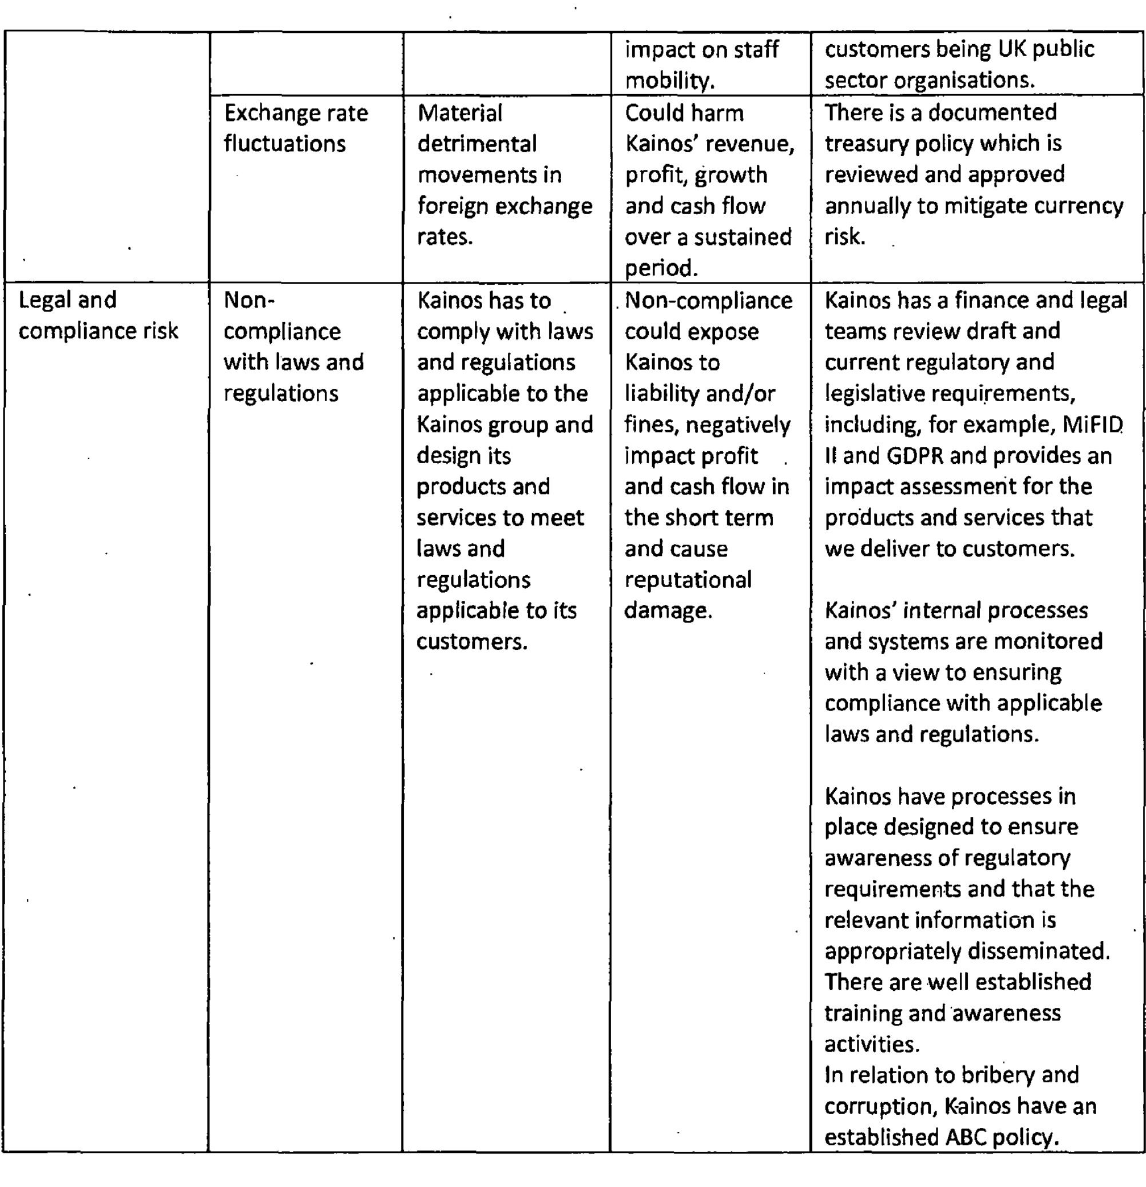 impact on staff
mobility.
customers being UK public
sector organisations.
Exchange rate
fluctuations
Material
detrimental
movements in
foreign exchange
rates.
Could harm
Kainos' revenue,
profit, growth
and cash flow
over a sustained
period.
There is a documented
treasury policy which is
reviewed and approved
annually to mitigate currency
risk.
Legal and
compliance risk
Non-
compliance
with laws and
regulations
Kainos has to
comply with laws
and regulations
applicable to the
Kainos group and
design its
products and
services to meet
laws and
regulations
applicable to its
customers.
Non-compliance
could expose
Kainos to
liability and/or
fines, negatively
impact profit
and cash flow in
the short term
and cause
reputational
damage.
Kainos has a finance and legal
teams review draft and
current regulatory and
legislative requirements,
including, for example, MiFID
II and GDPR and provides an
impact assessment for the
products and services that
we deliver to customers.
Kainos' internal processes
and systems are monitored
with a view to ensuring
compliance with applicable
laws and regulations.
Kainos have processes in
place designed to ensure
awareness of regulatory
requirements and that the
relevant information is
appropriately disseminated.
There are well established
training and awareness
activities.
In relation to bribery and
corruption, Kainos have an
established ABC policy.